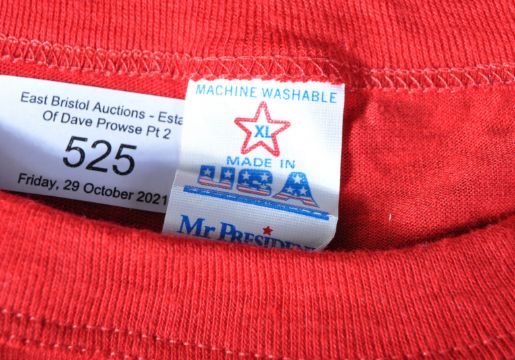 East Bristol Auctions - Esta
Of Dave Prowse Pt 2
525
Friday, 29 October 2021
MACHINE WASHABLE
XL
MADE IN
USA
Mr PRESIDEN